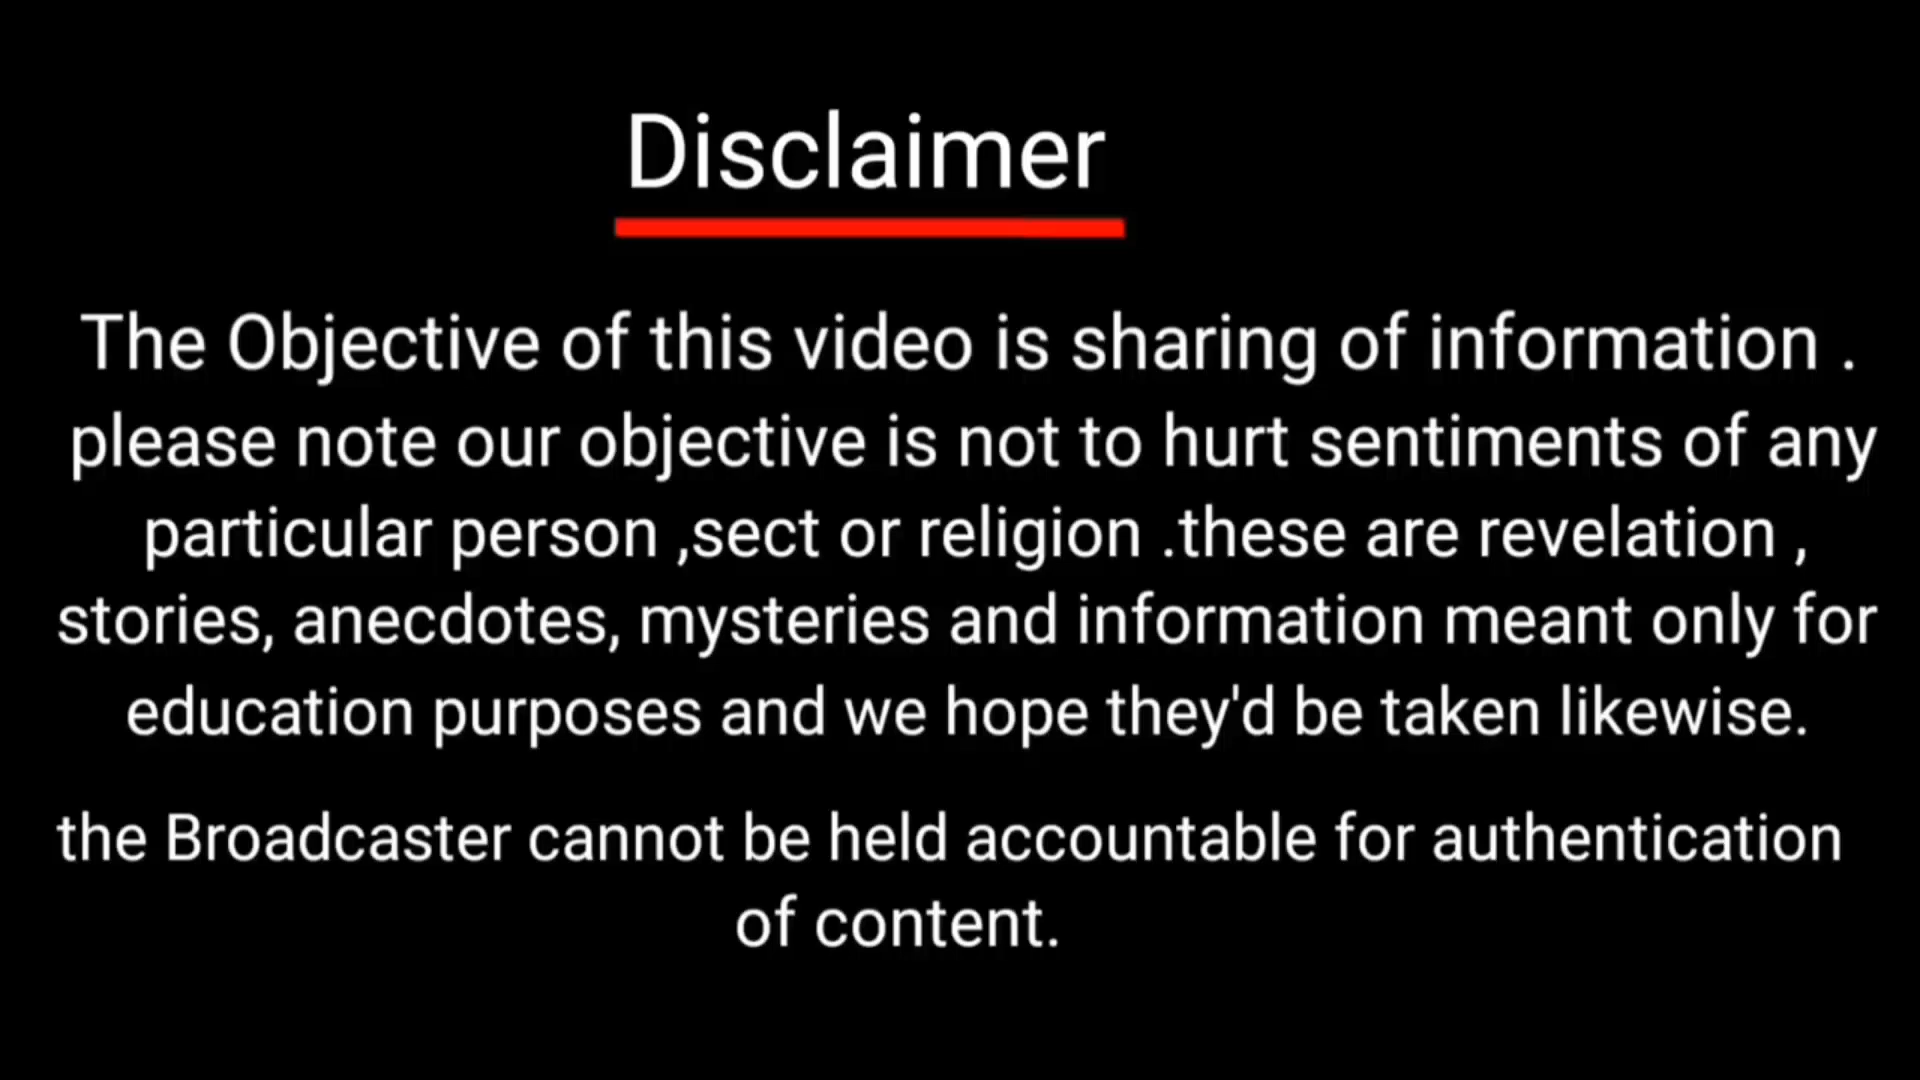 Disclaimer
The Objective of this video is sharing of information .
please note our objective is not to hurt sentiments of any
particular person ,sect or religion .these are revelation ,
stories, anecdotes, mysteries and information meant only for
education purposes and we hope they'd be taken likewise.
the Broadcaster cannot be held accountable for authentication
of content.